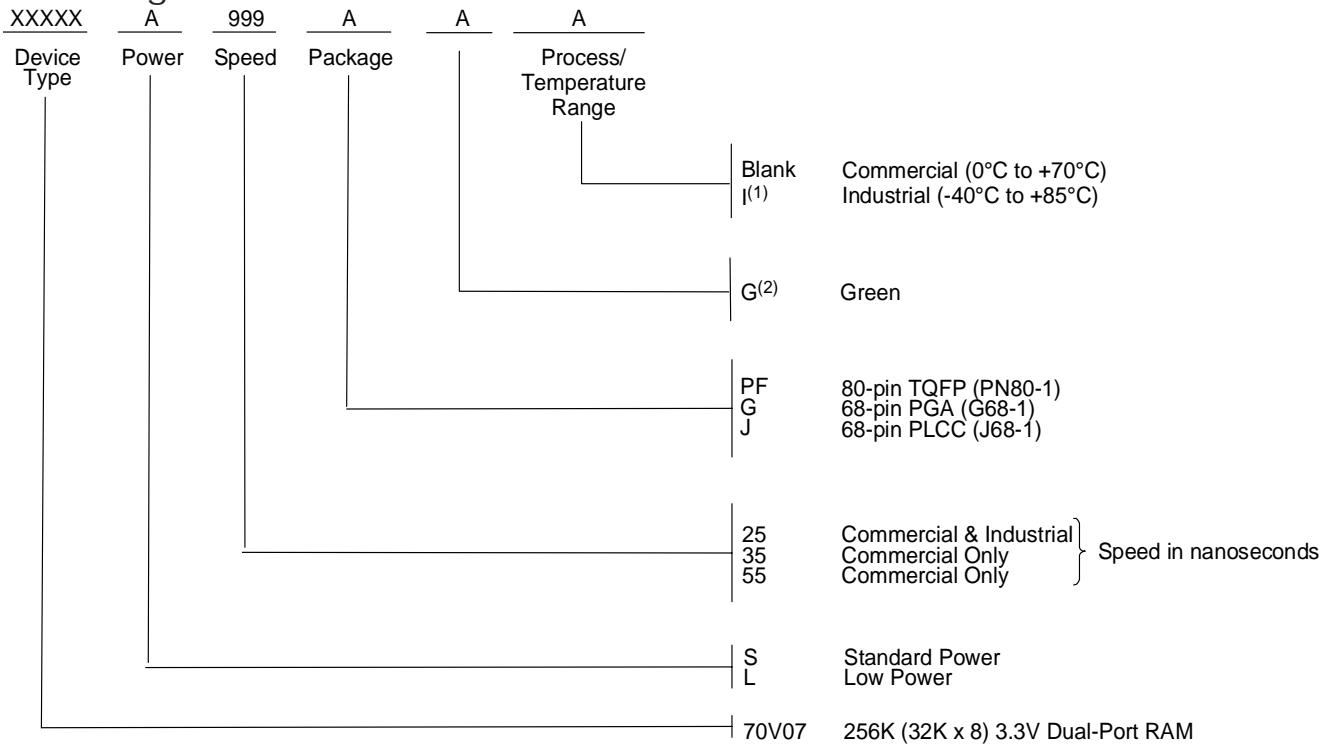 XXXXX A 999 A A A
Device Type Power Speed Package Process/ Temperature Range
Blank Commercial (0°C to +70°C)
I(1) Industrial (-40°C to +85°C)
G(2) Green
PF 80-pin TQFP (PN80-1)
G 68-pin PGA (G68-1)
J 68-pin PLCC (J68-1)
25 Commercial & Industrial
35 Commercial Only
55 Commercial Only
Speed in nanoseconds
S Standard Power
L Low Power
70V07 256K (32K x 8) 3.3V Dual-Port RAM